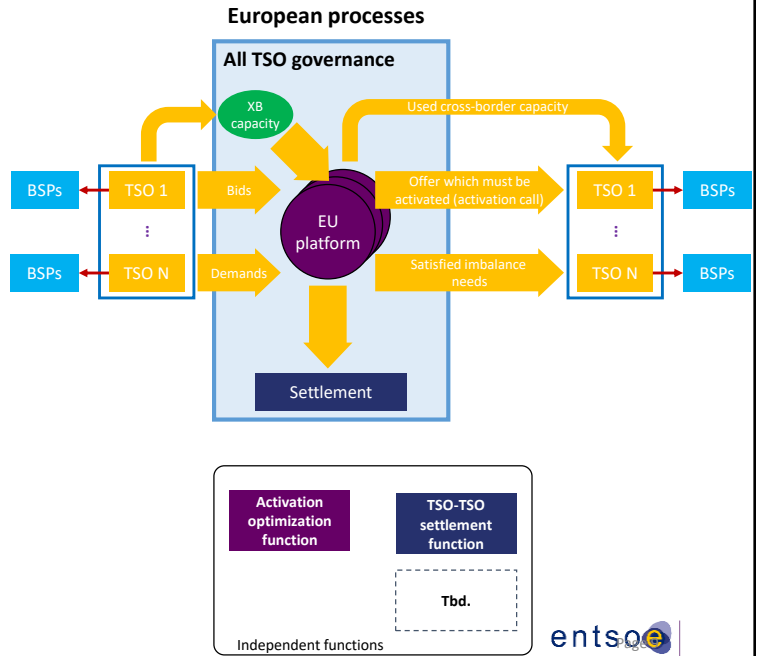 European processes
All TSO governance
XB
capacity
Used cross-border capacity
BSPs
TSO 1
Bids
Offer which must be
activated (activation call)
TSO 1
BSPs
...
EU
platform
...
BSPs
TSO N
Demands
Satisfied imbalance
needs
TSO N
BSPs
Settlement
Activation
optimization
function
TSO-TSO
settlement
function
Tbd.
Independent functions
entsoe
Page